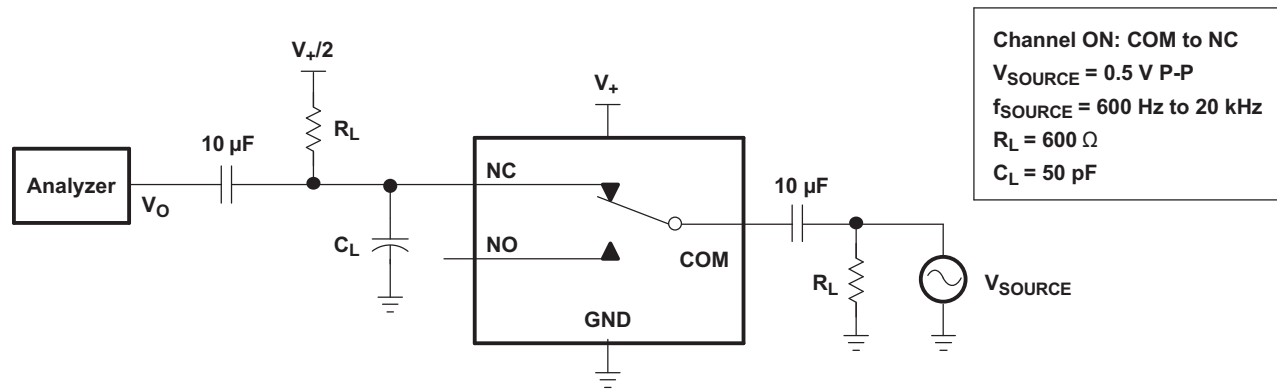 V+/2
RL
10 µF
Analyzer
VO
CL
V+
NC
NO
COM
GND
10 µF
RL
VSOURCE
Channel ON: COM to NC
VSOURCE = 0.5 V P-P
fSOURCE = 600 Hz to 20 kHz
RL = 600 Ω
CL = 50 pF